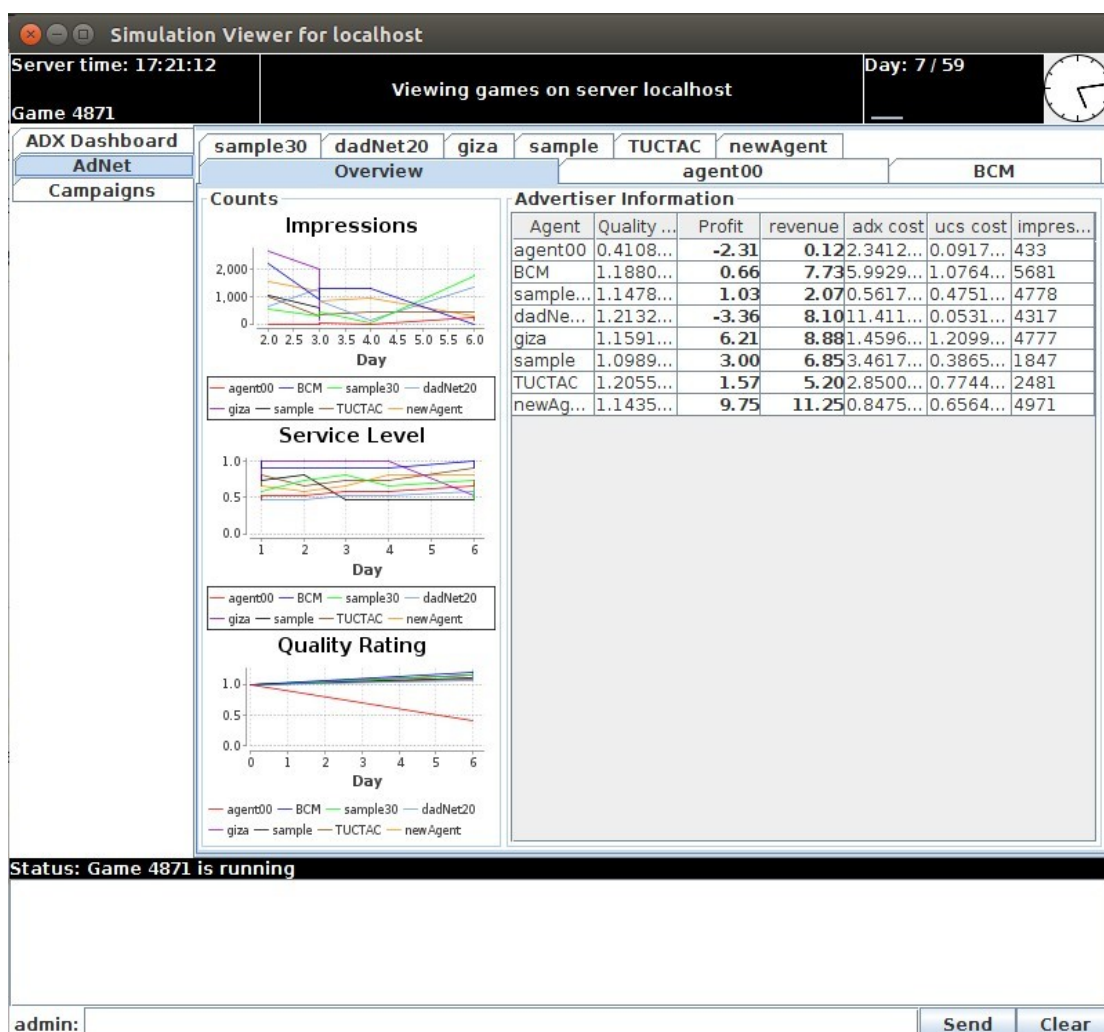 Simulation Viewer for localhost
Server time: 17:21:12
Game 4871
Viewing games on server localhost
Day: 7 / 59
ADX Dashboard
AdNet
Campaigns
sample30 dadNet20 giza sample TUCTAC newAgent
Overview agent00 BCM
Counts
Impressions
2,000
1,000
0
2.0 2.5 3.0 3.5 4.0 4.5 5.0 5.5 6.0
Day
agent00 BCM sample30 dadNet20
giza sample TUCTAC newAgent
Service Level
1.0
0.5
0.0
1 2 3 4 5 6
Day
agent00 BCM sample30 dadNet20
giza sample TUCTAC newAgent
Quality Rating
1.0
0.5
0.0
0 1 2 3 4 5 6
Day
agent00 BCM sample30 dadNet20
giza sample TUCTAC newAgent
Advertiser Information
Agent Quality ... Profit revenue adx cost ucs cost impres...
agent00 0.4108... -2.31 0.12 2.3412... 0.0917... 433
BCM 1.1880... 0.66 7.73 5.9929... 1.0764... 5681
sample... 1.1478... 1.03 2.07 0.5617... 0.4751... 4778
dadNe... 1.2132... -3.36 8.10 11.411... 0.0531... 4317
giza 1.1591... 6.21 8.88 1.4596... 1.2099... 4777
sample 1.0989... 3.00 6.85 3.4617... 0.3865... 1847
TUCTAC 1.2055... 1.57 5.20 2.8500... 0.7744... 2481
newAg... 1.1435... 9.75 11.25 0.8475... 0.6564... 4971
Status: Game 4871 is running
admin:
Send Clear